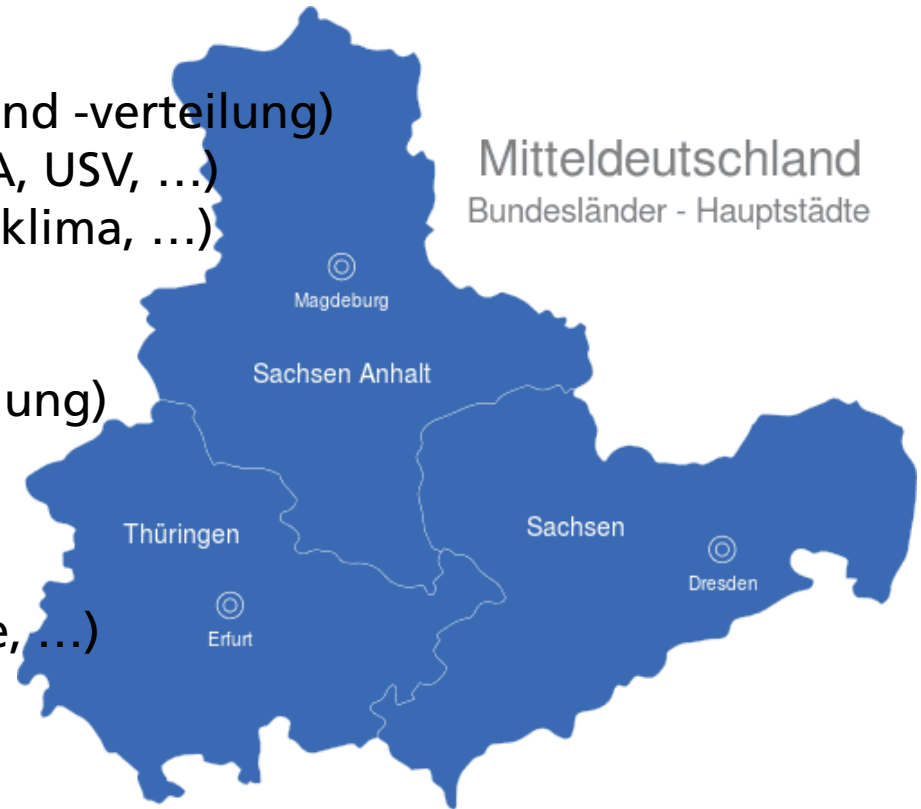 nd -verteilung)
A, USV, …)
klima, …)
Mitteldeutschland
Bundesländer - Hauptstädte
Magdeburg
Sachsen Anhalt
ung)
Thüringen
Sachsen
Dresden
Erfurt
e, …)